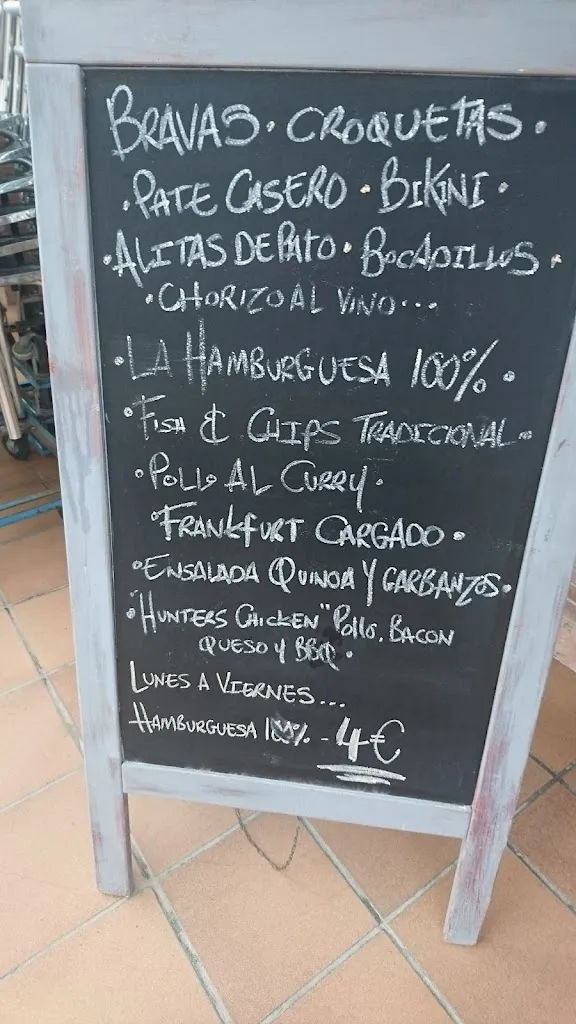 BRAVAS · CROQUETAS ·
· PATE CASERO · BIKINI ·
· ALITAS DE PATO · BOCADILLOS ·
· CHORIZO AL VINO ...
· LA HAMBURGUESA 100% ·
· FISH & CHIPS TRADICIONAL ·
· POLLO AL CURRY ·
· FRANKFURT CARGADO ·
· ENSALADA QUINOA Y GARBANZOS ·
· "HUNTERS CHICKEN" POLLO, BACON
QUESO Y BBQ ·
LUNES A VIERNES ...
HAMBURGUESA 100% - 4€